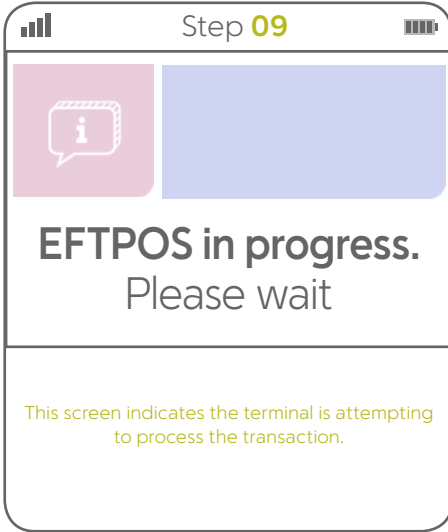 Step 09
i
EFTPOS in progress.
Please wait
This screen indicates the terminal is attempting
to process the transaction.